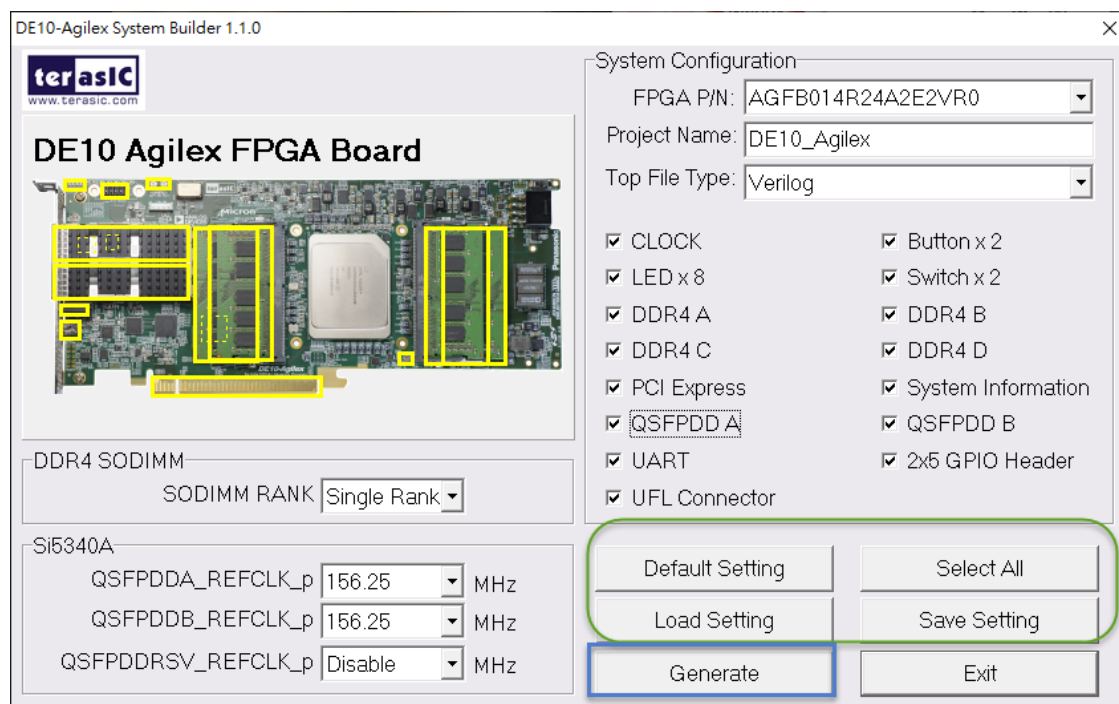 DE10-Agilex System Builder 1.1.0
terasIC
www.terasic.com
DE10 Agilex FPGA Board
Micron
DE10-Agilex
Panasonic
DDR4 SODIMM
SODIMM RANK Single Rank
Si5340A
QSFPDDA_REFCLK_p 156.25 MHz
QSFPDDB_REFCLK_p 156.25 MHz
QSFPDDRSV_REFCLK_p Disable MHz
System Configuration
FPGA P/N: AGFB014R24A2E2VR0
Project Name: DE10_Agilex
Top File Type: Verilog
CLOCK Button x 2
LED x 8 Switch x 2
DDR4 A DDR4 B
DDR4 C DDR4 D
PCI Express System Information
QSFPDD A QSFPDD B
UART 2x5 GPIO Header
UFL Connector
Default Setting Select All
Load Setting Save Setting
Generate Exit